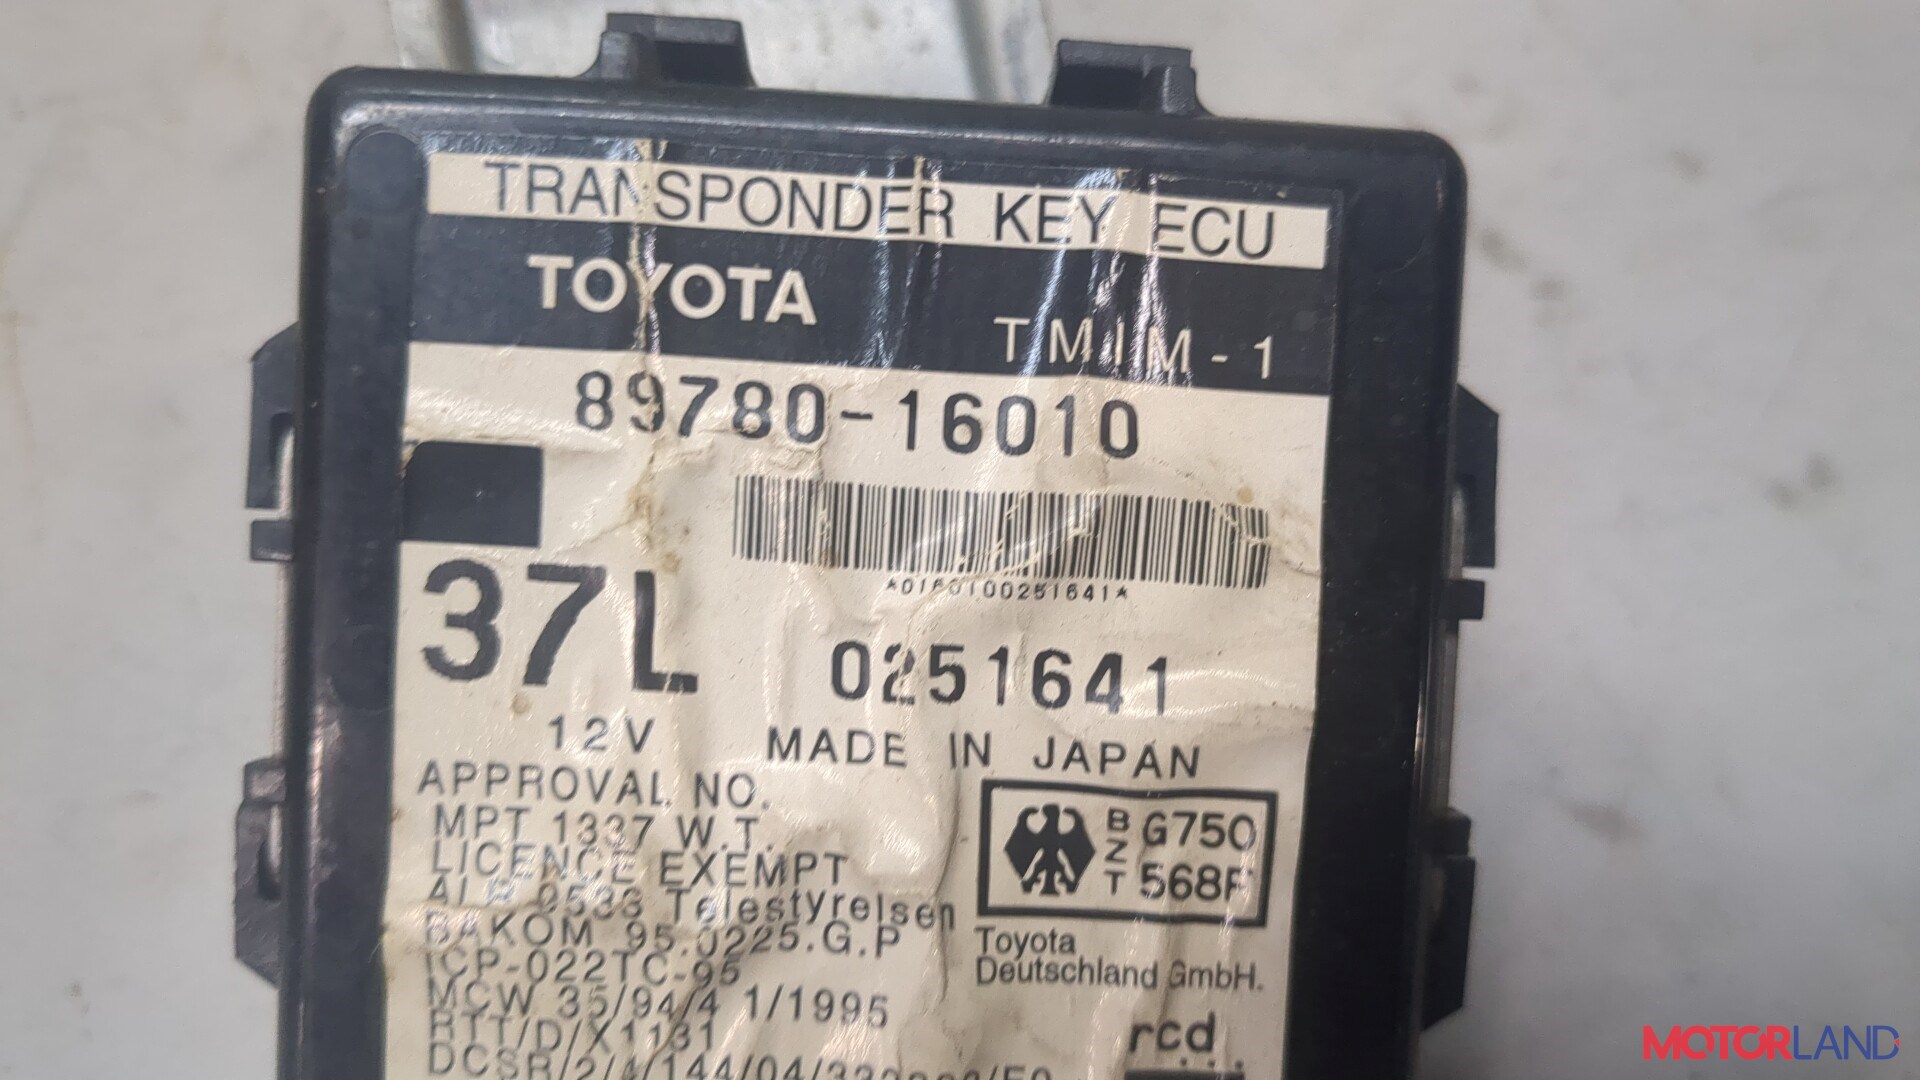 TRANSPONDER KEY ECU
TOYOTA
TMIM-1
89780-16010
*0160100251641*
37L
0251641
12V
MADE IN JAPAN
APPROVAL NO.
MPT 1337 W.T.
LICENCE EXEMPT
Telestyrelsen
BAKOM 95.0225.G.P
ICP-022TC-95
MCW 35/94/4 1/1995
RTT/D/X1131
BZT
G750
568F
Toyota
Deutschland GmbH.
rcd
MOTORLAND